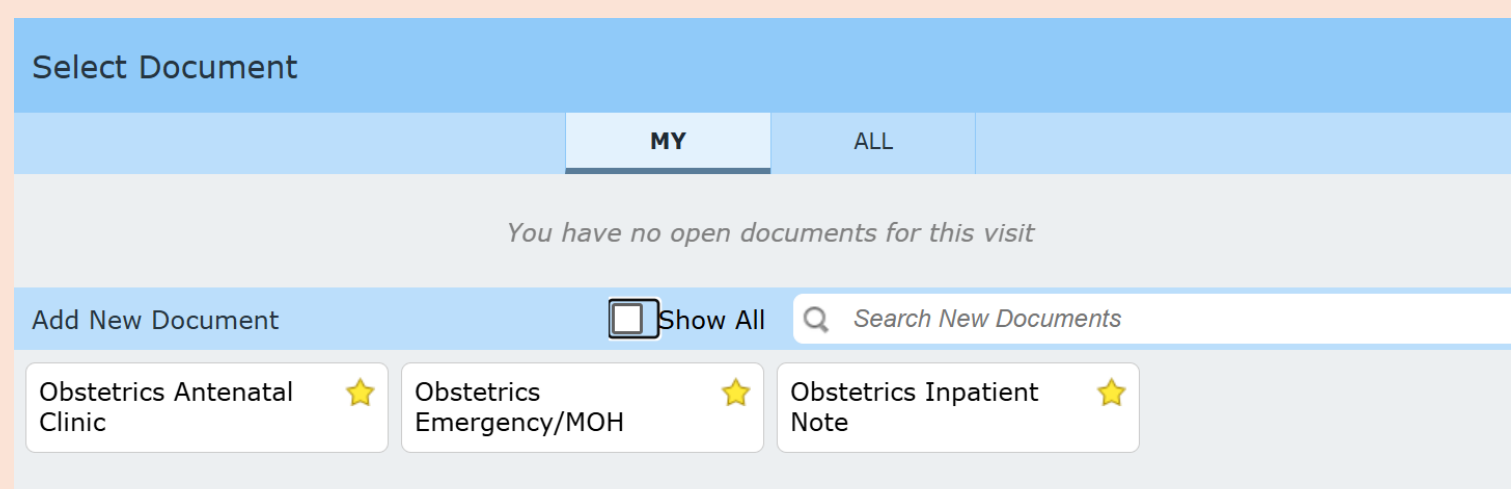 Select Document
MY
ALL
You have no open documents for this visit
Add New Document
Show All
Search New Documents
Obstetrics Antenatal
Clinic
Obstetrics
Emergency/MOH
Obstetrics Inpatient
Note